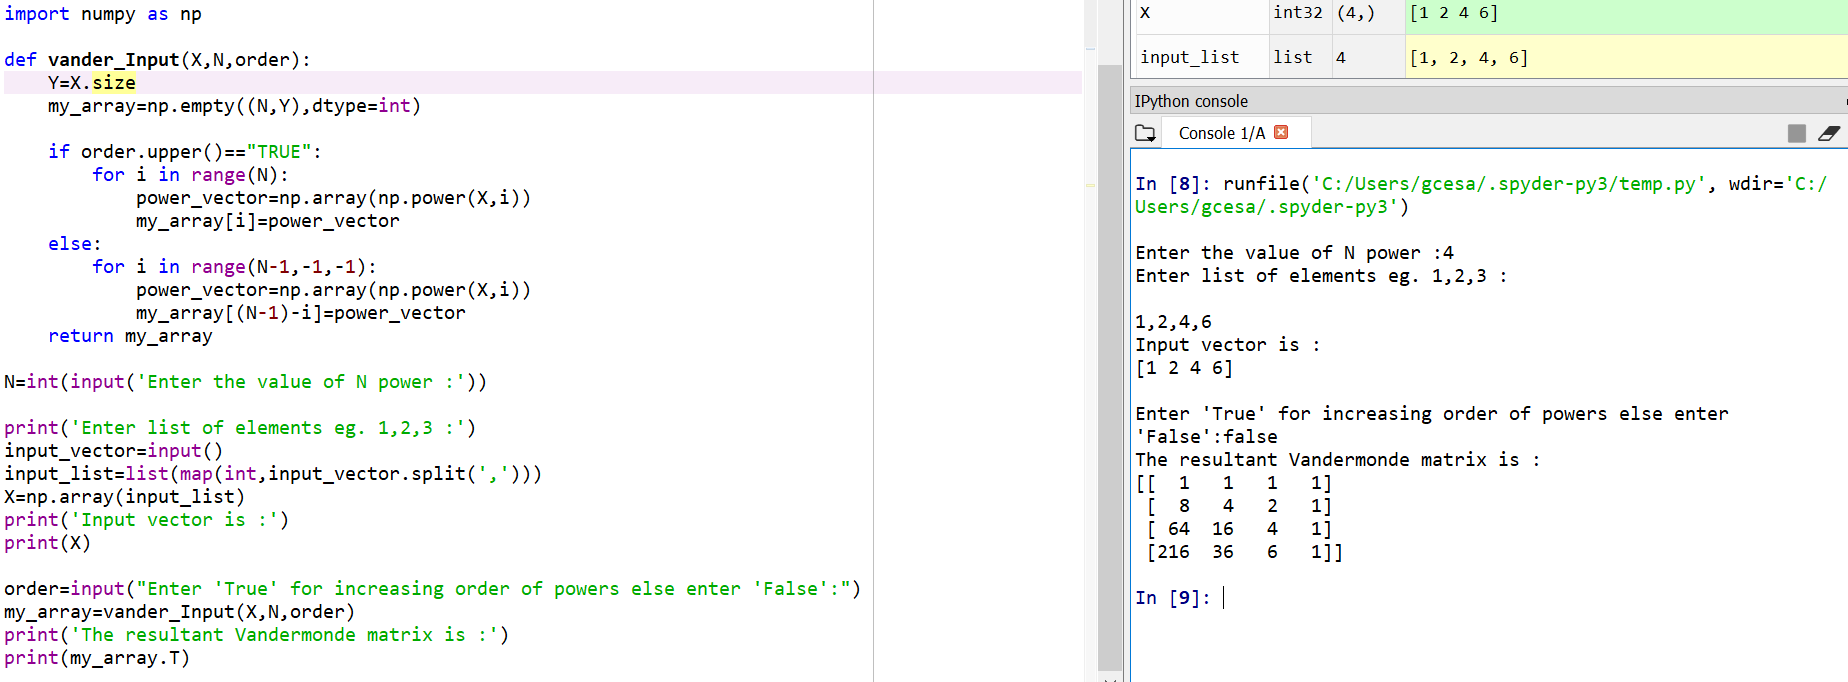 import numpy as np
def vander_Input(X,N,order):
    Y=X.size
    my_array=np.empty((N,Y),dtype=int)
    if order.upper()=="TRUE":
        for i in range(N):
            power_vector=np.array(np.power(X,i))
            my_array[i]=power_vector
    else:
        for i in range(N-1,-1,-1):
            power_vector=np.array(np.power(X,i))
            my_array[(N-1)-i]=power_vector
    return my_array
N=int(input('Enter the value of N power :'))
print('Enter list of elements eg. 1,2,3 :')
input_vector=input()
input_list=list(map(int,input_vector.split(',')))
X=np.array(input_list)
print('Input vector is :')
print(X)
order=input("Enter 'True' for increasing order of powers else enter 'False':")
my_array=vander_Input(X,N,order)
print('The resultant Vandermonde matrix is :')
print(my_array.T)
X int32 (4,) [1 2 4 6]
input_list list 4 [1, 2, 4, 6]
IPython console
Console 1/A
In [8]: runfile('C:/Users/gcesa/.spyder-py3/temp.py', wdir='C:/
Users/gcesa/.spyder-py3')
Enter the value of N power :4
Enter list of elements eg. 1,2,3 :
1,2,4,6
Input vector is :
[1 2 4 6]
Enter 'True' for increasing order of powers else enter
'False':false
The resultant Vandermonde matrix is :
[[  1   1   1   1]
 [  8   4   2   1]
 [ 64  16   4   1]
 [216  36   6   1]]
In [9]: